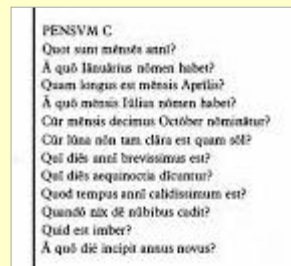 PENSVM C
Quot sunt mēnsēs annī?
Ā quō Iānuārius nōmen habet?
Quam longus est mēnsis Aprīlis?
Ā quō mēnsis Iūlius nōmen habet?
Cūr mēnsis decimus Octōber nōminātur?
Cūr lūna nōn tam clāra est quam sōl?
Quī diēs annī brevissimus est?
Quī diēs aequinoctia dīcuntur?
Quod tempus annī calidissimum est?
Quandō nix dē nūbibus cadit?
Quid est imber?
Ā quō diē incipit annus novus?